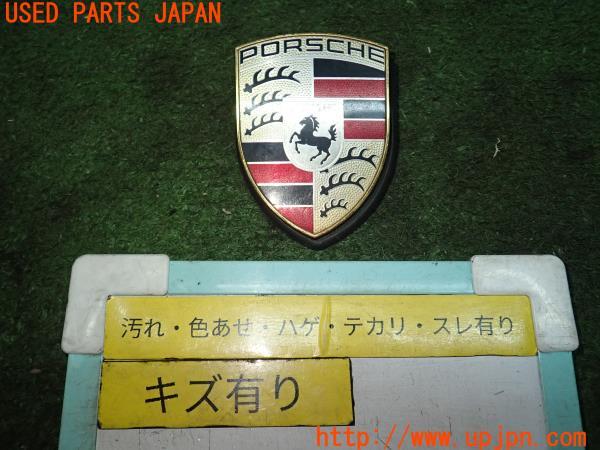 USED PARTS JAPAN
PORSCHE
汚れ・色あせ・ハゲ・テカリ・スレ有り
キズ有り
http://www.upjpn.com